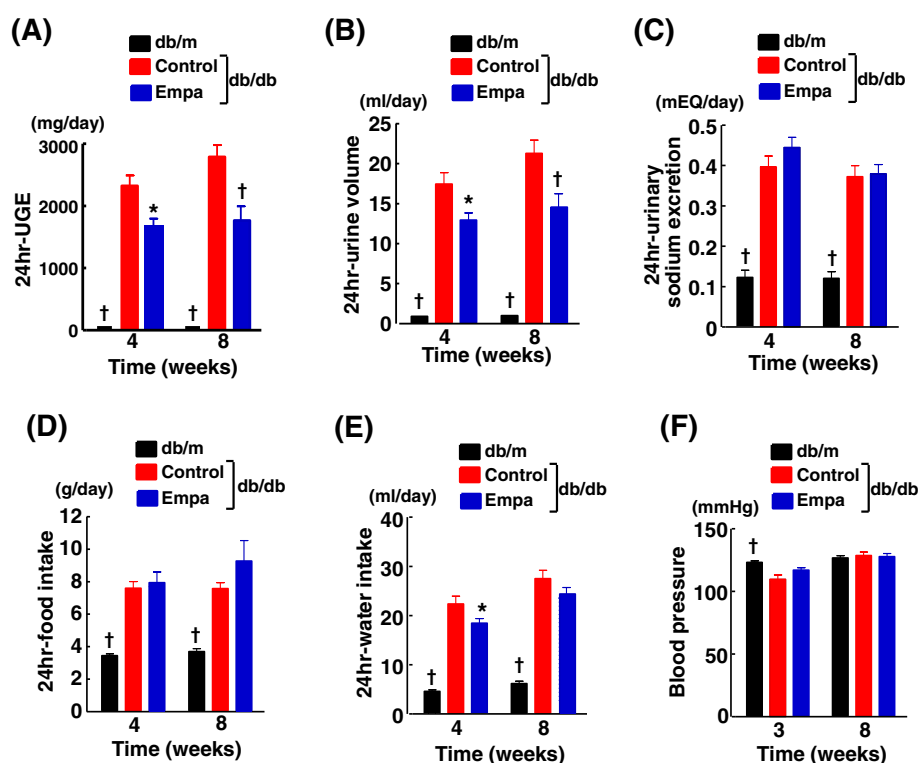 (A)
db/m
Control
Empa
db/db
(mg/day)
24hr-UGE
3000
2000
1000
0
†
*
†
†
4
8
Time (weeks)
(B)
db/m
Control
Empa
db/db
(ml/day)
24hr-urine volume
25
20
15
10
5
0
†
*
†
†
4
8
Time (weeks)
(C)
db/m
Control
Empa
db/db
(mEQ/day)
24hr-urinary
sodium excretion
0.5
0.4
0.3
0.2
0.1
0
†
†
4
8
Time (weeks)
(D)
db/m
Control
Empa
db/db
(g/day)
24hr-food intake
12
10
8
6
4
2
0
†
†
4
8
Time (weeks)
(E)
db/m
Control
Empa
db/db
(ml/day)
24hr-water intake
40
30
20
10
0
†
*
†
4
8
Time (weeks)
(F)
db/m
Control
Empa
db/db
(mmHg)
Blood pressure
150
100
50
0
†
3
8
Time (weeks)